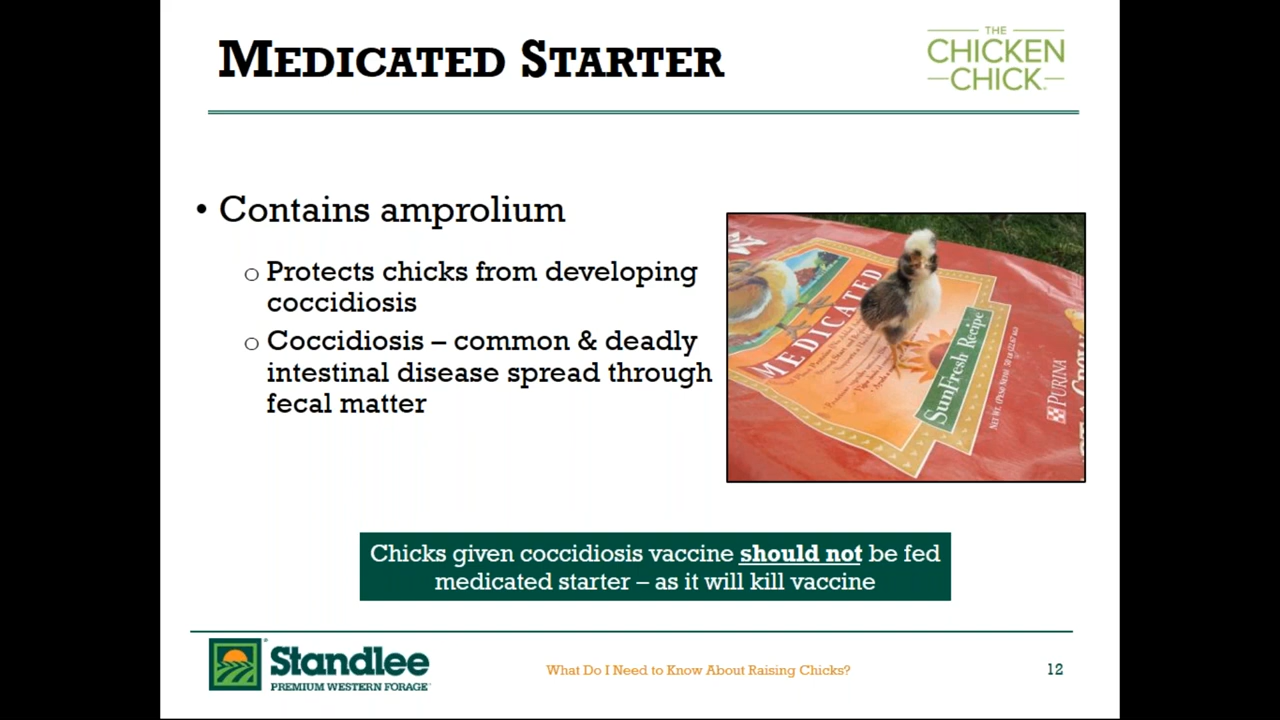 MEDICATED STARTER
THE
CHICKEN
CHICK
• Contains amprolium
o Protects chicks from developing
coccidiosis
o Coccidiosis – common & deadly
intestinal disease spread through
fecal matter
MEDICATED
SunFresh Recipe
PURINA
Chicks given coccidiosis vaccine should not be fed
medicated starter – as it will kill vaccine
Standlee
PREMIUM WESTERN FORAGE
What Do I Need to Know About Raising Chicks?
12